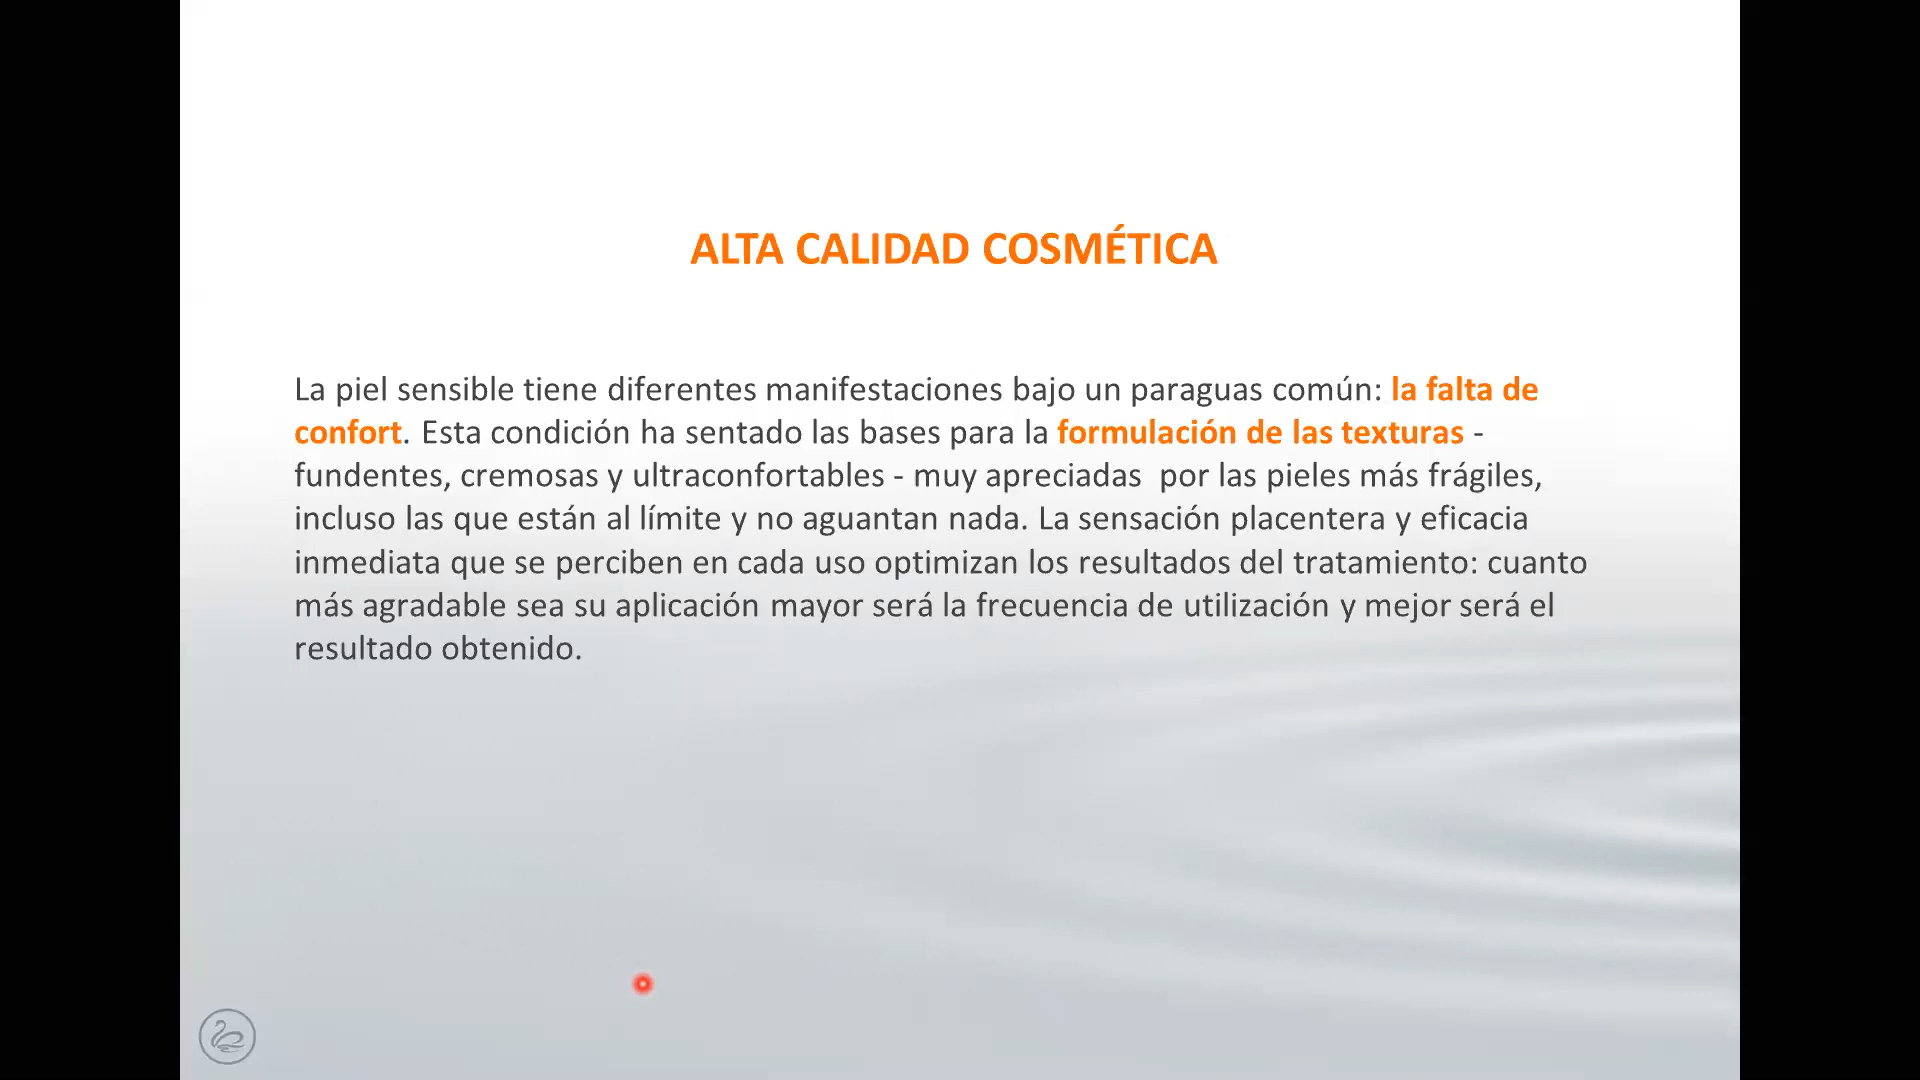 ALTA CALIDAD COSMÉTICA
La piel sensible tiene diferentes manifestaciones bajo un paraguas común: la falta de
confort. Esta condición ha sentado las bases para la formulación de las texturas -
fundentes, cremosas y ultraconfortables - muy apreciadas  por las pieles más frágiles,
incluso las que están al límite y no aguantan nada. La sensación placentera y eficacia
inmediata que se perciben en cada uso optimizan los resultados del tratamiento: cuanto
más agradable sea su aplicación mayor será la frecuencia de utilización y mejor será el
resultado obtenido.